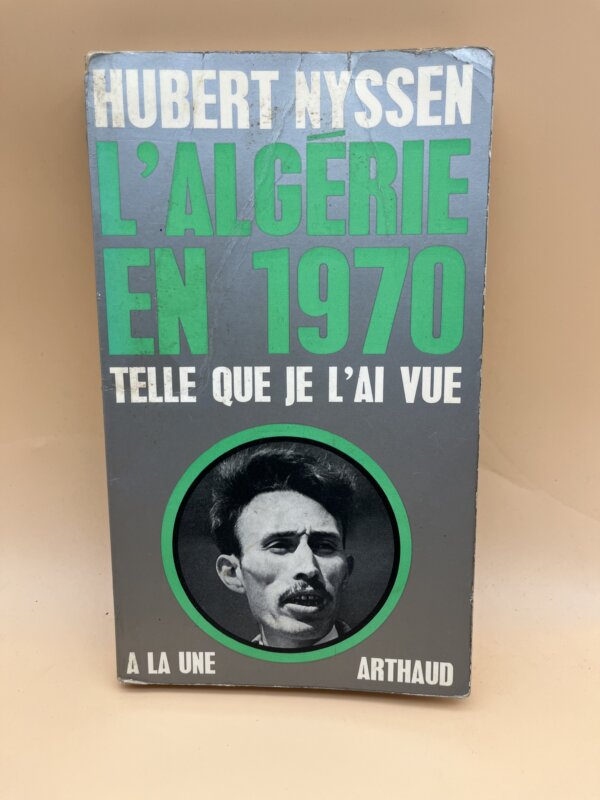 HUBERT NYSSEN
L'ALGÉRIE
EN 1970
TELLE QUE JE L'AI VUE
A LA UNE
ARTHAUD